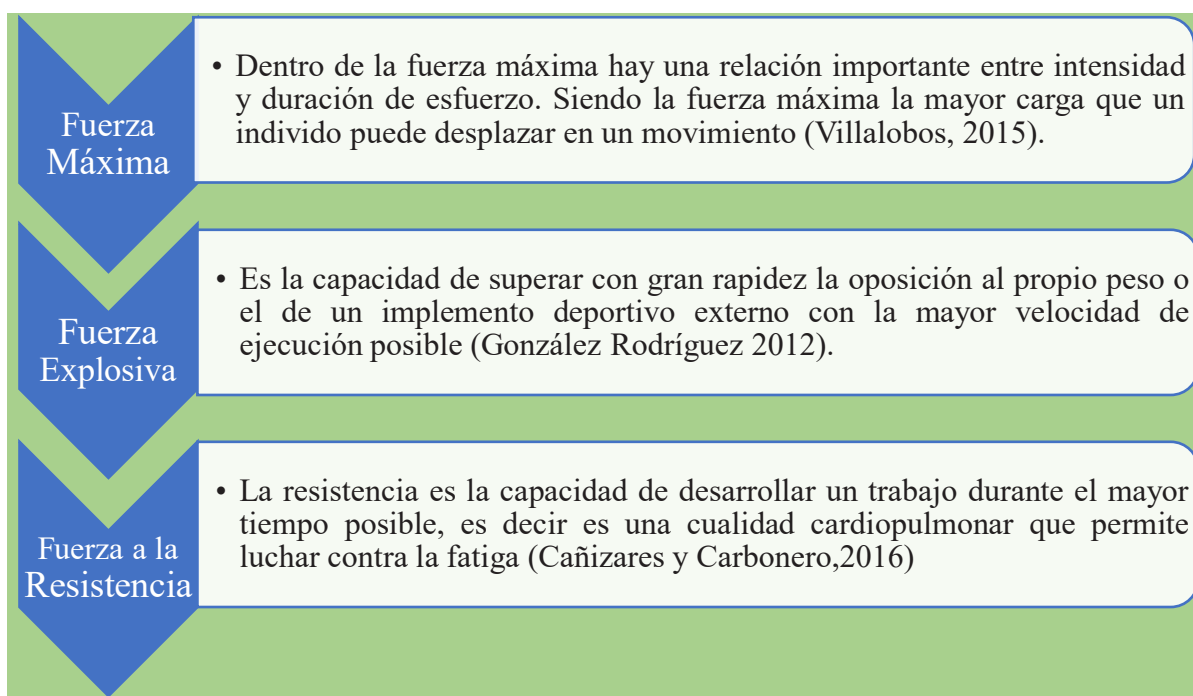 Fuerza
Máxima
• Dentro de la fuerza máxima hay una relación importante entre intensidad
y duración de esfuerzo. Siendo la fuerza máxima la mayor carga que un
individo puede desplazar en un movimiento (Villalobos, 2015).
Fuerza
Explosiva
• Es la capacidad de superar con gran rapidez la oposición al propio peso o
el de un implemento deportivo externo con la mayor velocidad de
ejecución posible (González Rodríguez 2012).
Fuerza a la
Resistencia
• La resistencia es la capacidad de desarrollar un trabajo durante el mayor
tiempo posible, es decir es una cualidad cardiopulmonar que permite
luchar contra la fatiga (Cañizares y Carbonero,2016)